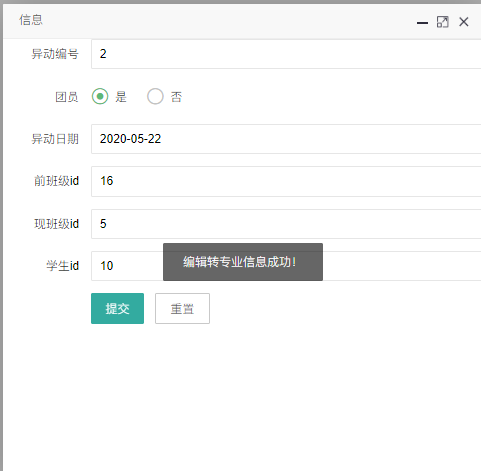 信息
异动编号 2
团员 是 否
异动日期 2020-05-22
前班级id 16
现班级id 5
学生id 10
编辑转专业信息成功!
提交 重置